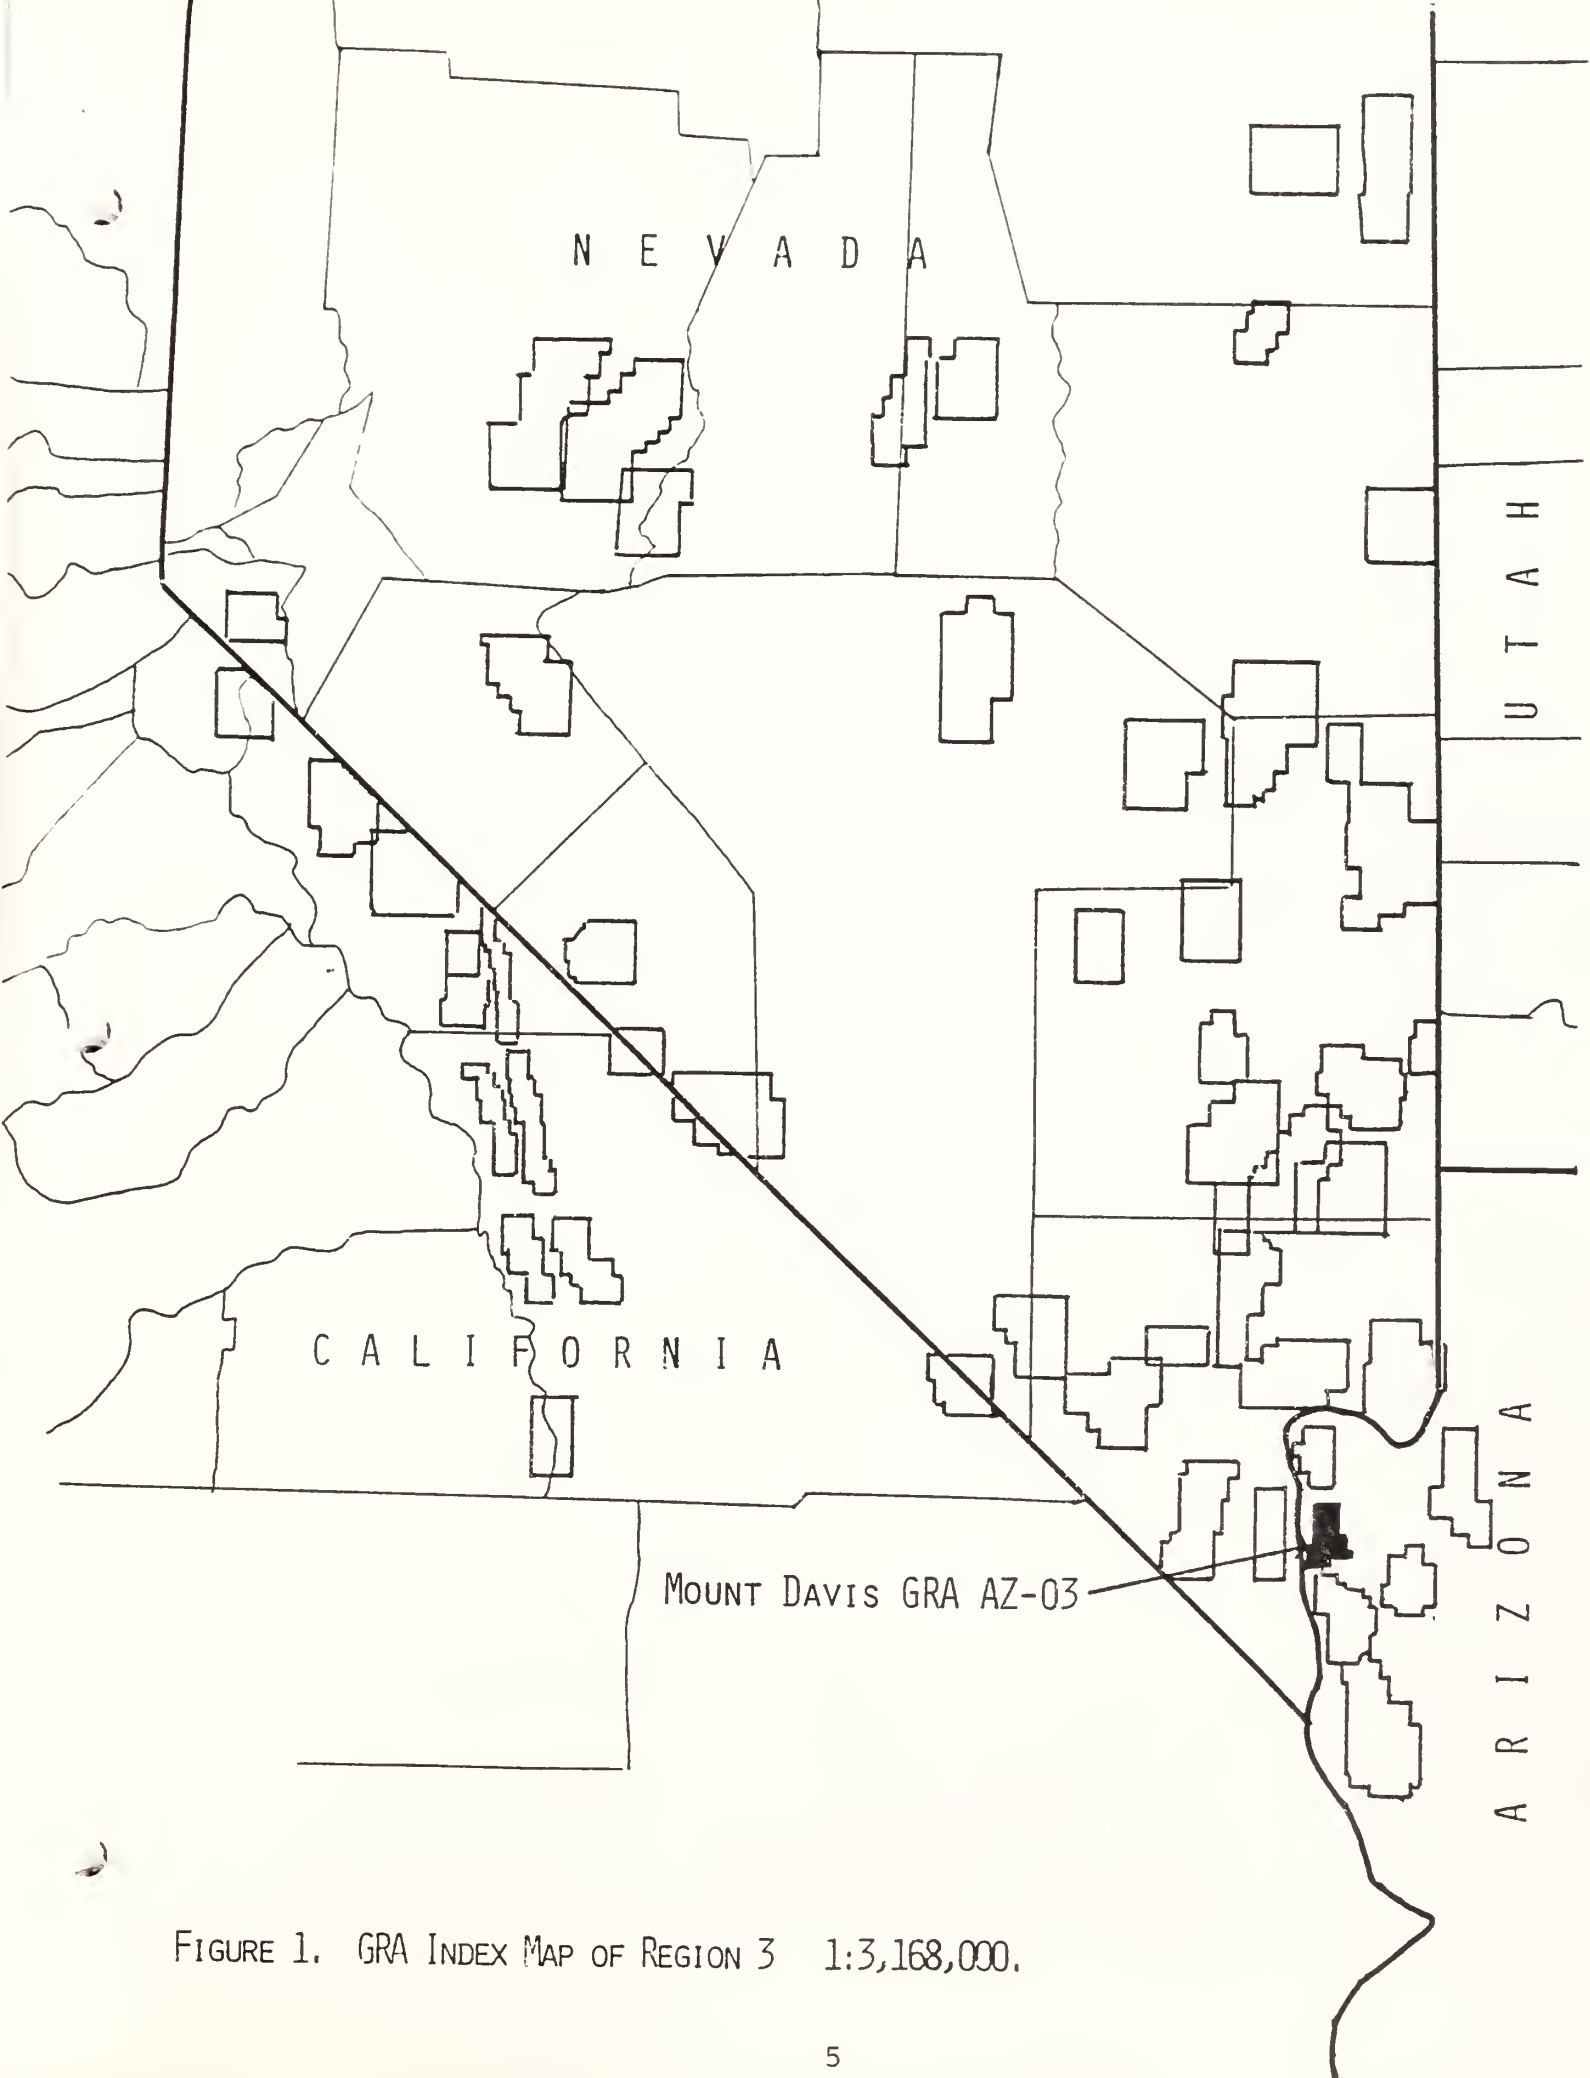 N E V A D A
U T A H
C A L I F O R N I A
A R I Z O N A
MOUNT DAVIS GRA AZ-03
FIGURE 1. GRA INDEX MAP OF REGION 3 1:3,168,000.
5